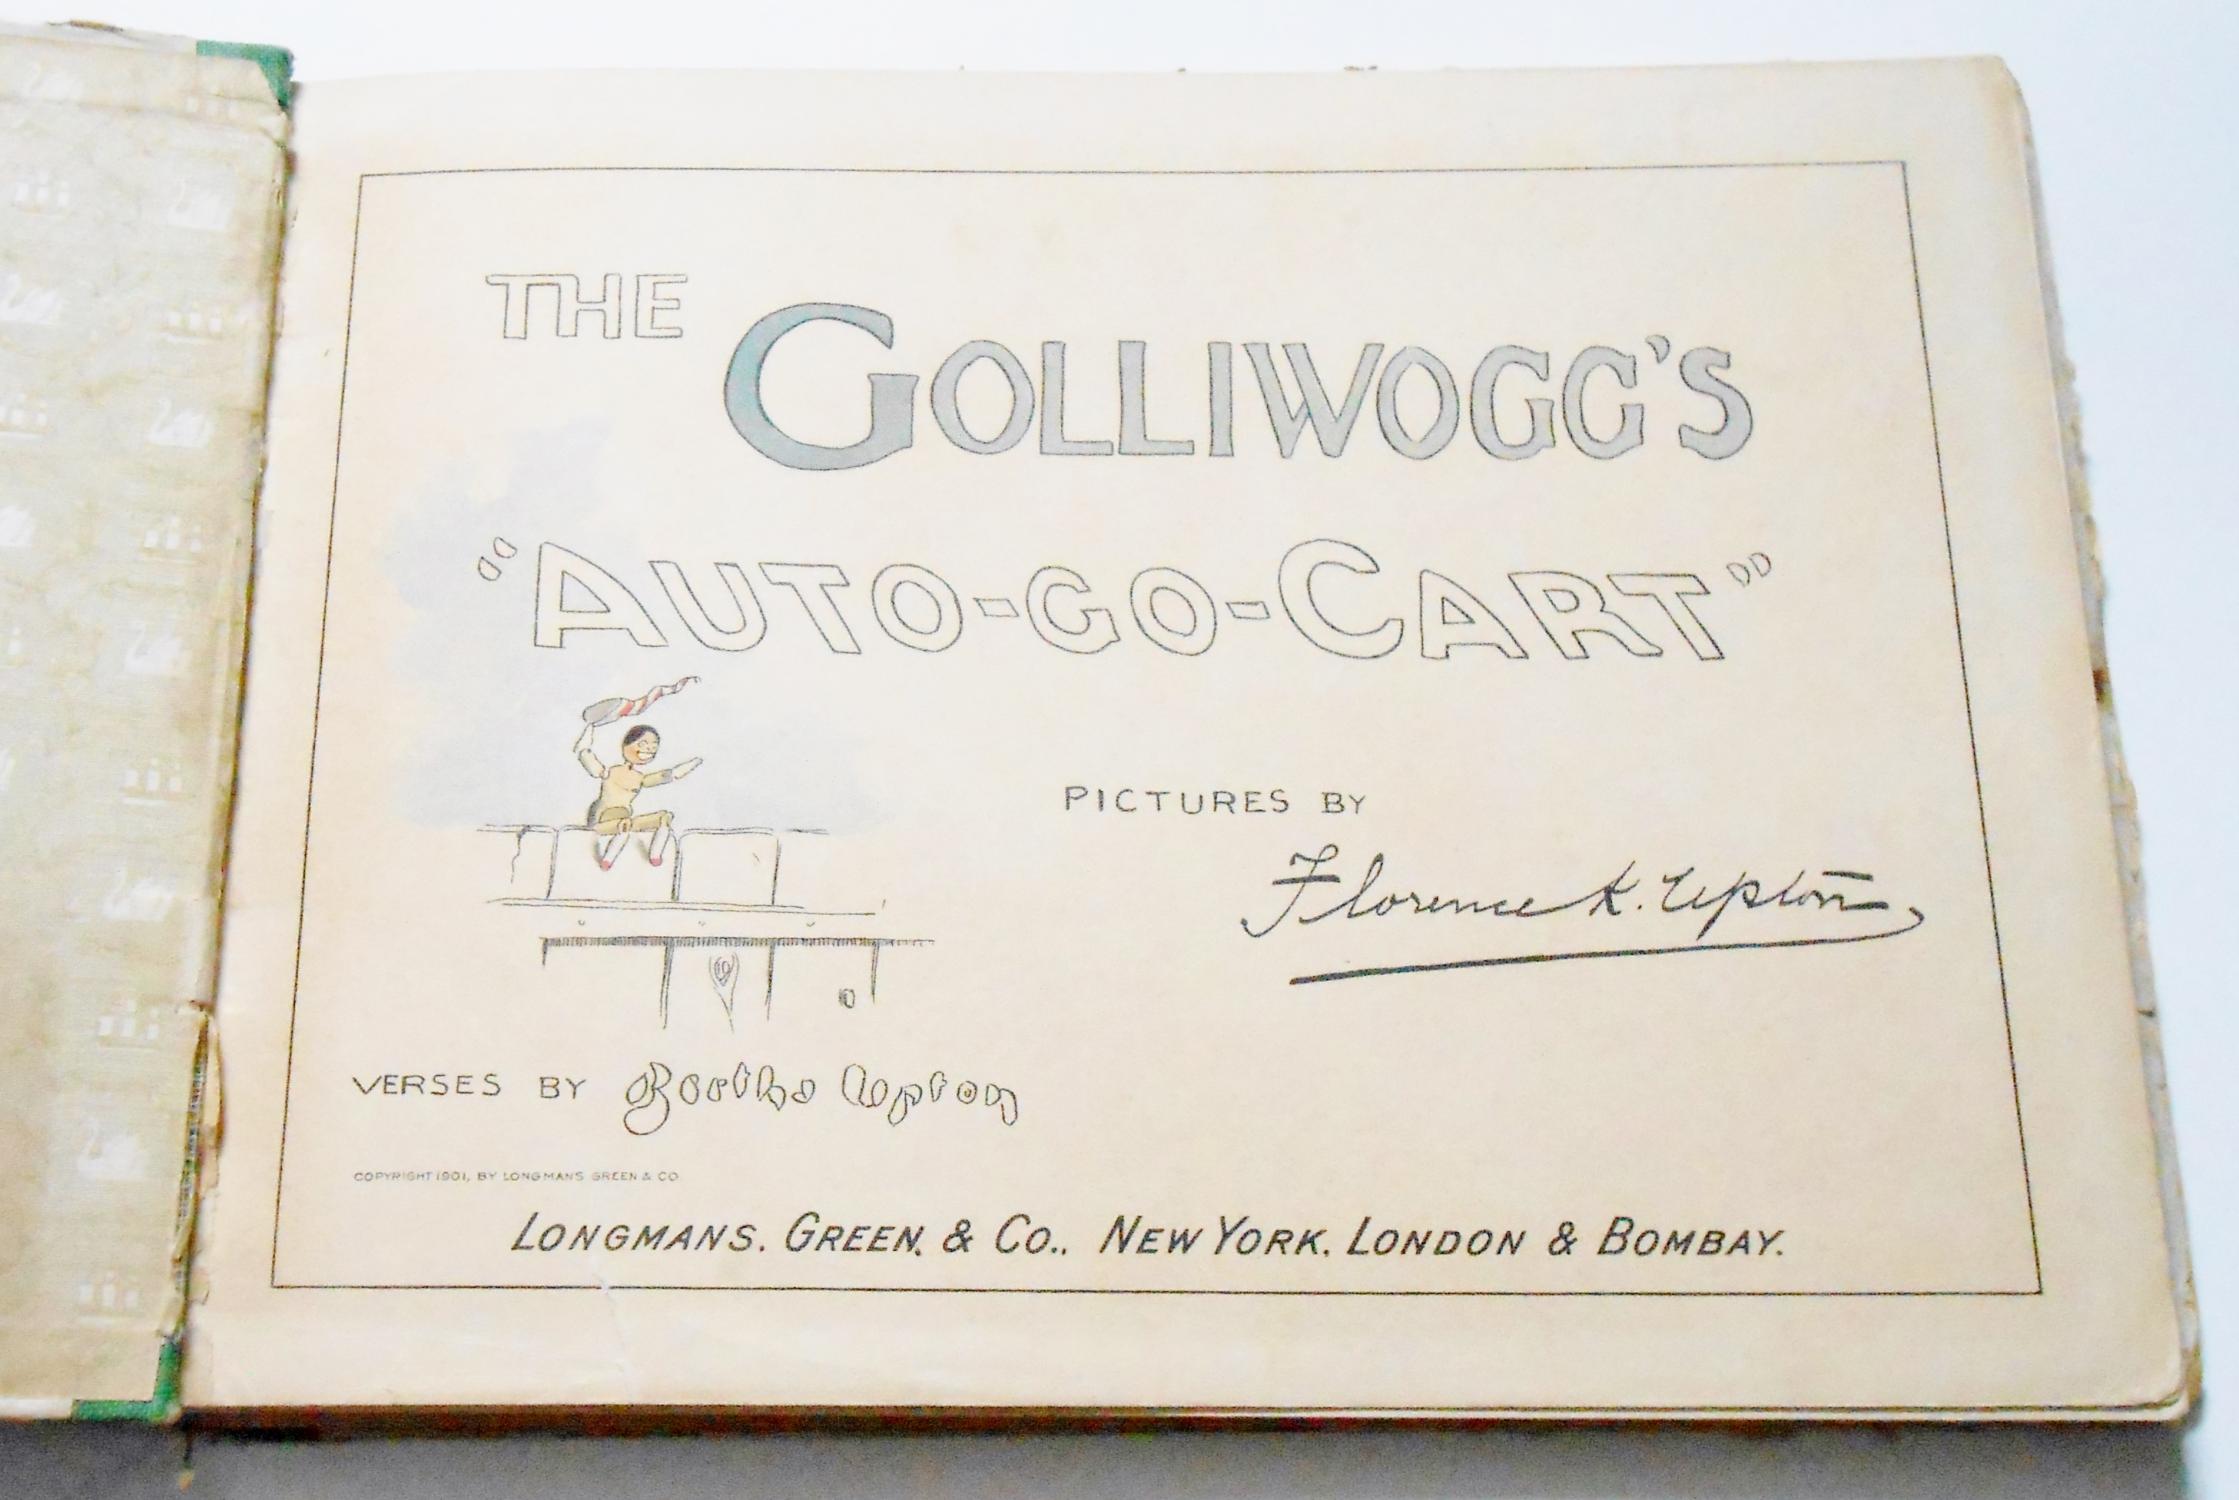 THE
GOLLIWOGG'S
"AUTO-GO-CART"
PICTURES BY
Florence K. Upton
VERSES BY Bertha Upton
COPYRIGHT 1901, BY LONGMANS GREEN & CO
LONGMANS, GREEN, & CO., NEW YORK, LONDON & BOMBAY.